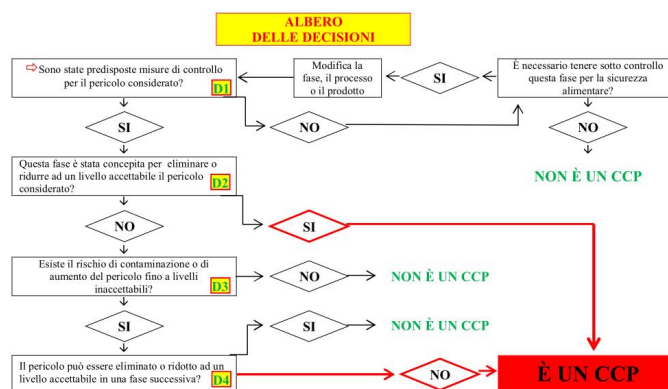 ALBERO
DELLE DECISIONI
⇨Sono state predisposte misure di controllo
per il pericolo considerato?
D1
Modifica la
fase, il processo
o il prodotto
SI
È necessario tenere sotto controllo
questa fase per la sicurezza
alimentare?
SI
NO
NO
Questa fase è stata concepita per eliminare o
ridurre ad un livello accettabile il pericolo
considerato?
D2
NON È UN CCP
NO
SI
Esiste il rischio di contaminazione o di
aumento del pericolo fino a livelli
inaccettabili?
D3
NO
NON È UN CCP
SI
SI
NON È UN CCP
Il pericolo può essere eliminato o ridotto ad un
livello accettabile in una fase successiva?
D4
NO
È UN CCP